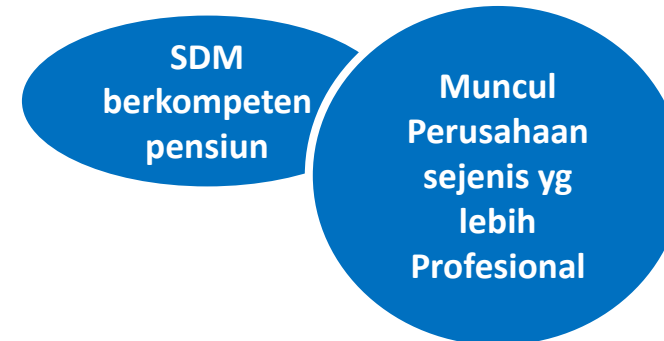 SDM
berkompeten
pensiun
Muncul
Perusahaan
sejenis yg
lebih
Profesional